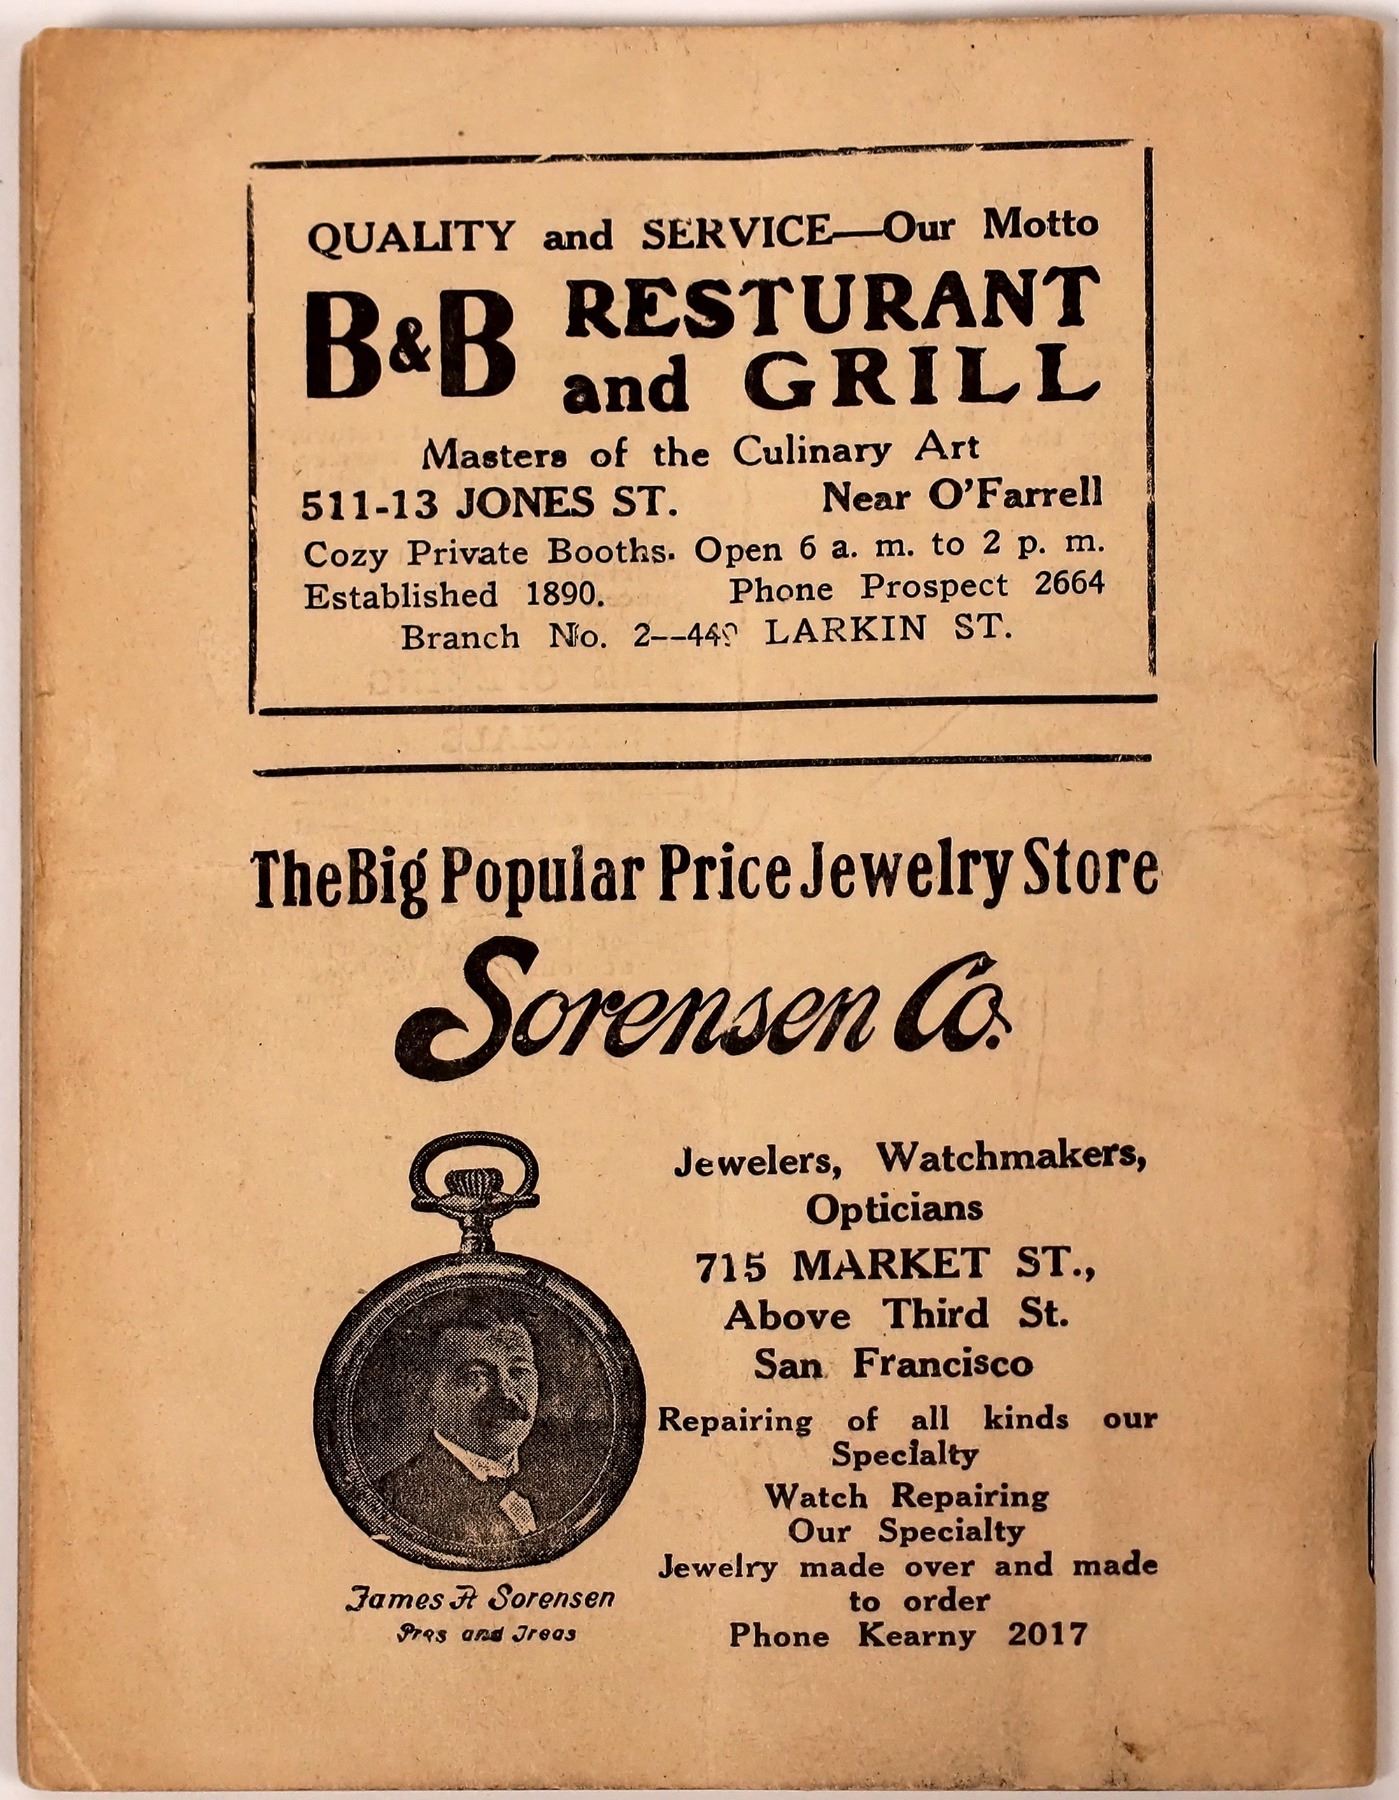 QUALITY and SERVICE—Our Motto
B&B RESTURANT
and GRILL
Masters of the Culinary Art
511-13 JONES ST. Near O'Farrell
Cozy Private Booths. Open 6 a. m. to 2 p. m.
Established 1890. Phone Prospect 2664
Branch No. 2-- LARKIN ST.
The Big Popular Price Jewelry Store
Sorensen Co.
Jewelers, Watchmakers,
Opticians
715 MARKET ST.,
Above Third St.
San Francisco
Repairing of all kinds our
Specialty
Watch Repairing
Our Specialty
Jewelry made over and made
to order
Phone Kearny 2017
James A Sorensen
Pres and Treas